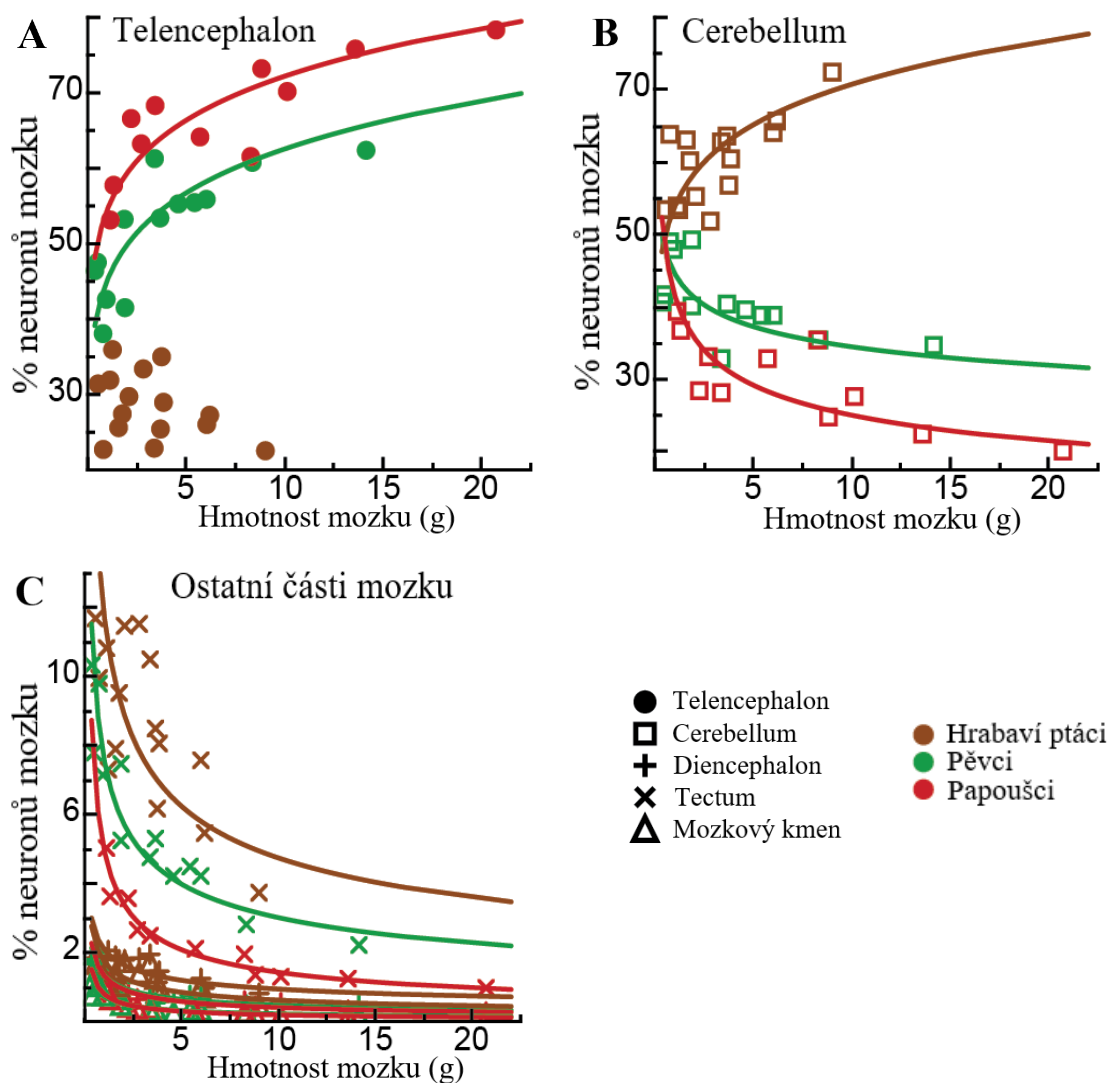 A Telencephalon
% neuronů mozku
70
50
30
5 10 15 20
Hmotnost mozku (g)
B Cerebellum
% neuronů mozku
70
50
30
5 10 15 20
Hmotnost mozku (g)
C Ostatní části mozku
% neuronů mozku
10
6
2
5 10 15 20
Hmotnost mozku (g)
Telencephalon
Cerebellum
Diencephalon
Tectum
Mozkový kmen
Hrabaví ptáci
Pěvci
Papoušci